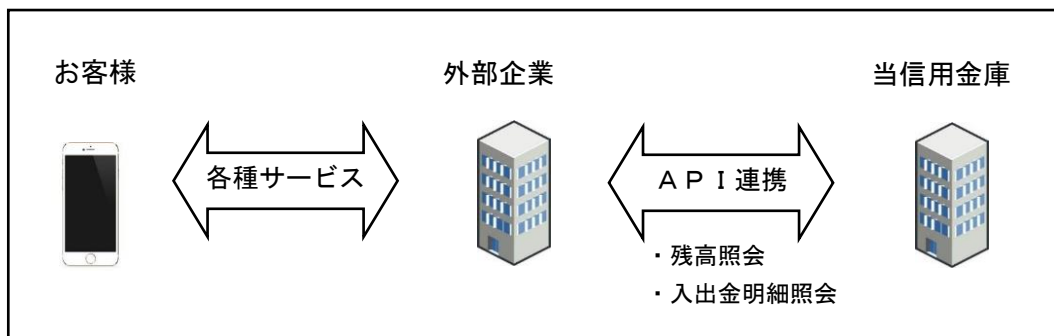 お客様
外部企業
当信用金庫
各種サービス
ＡＰＩ連携
・残高照会
・入出金明細照会